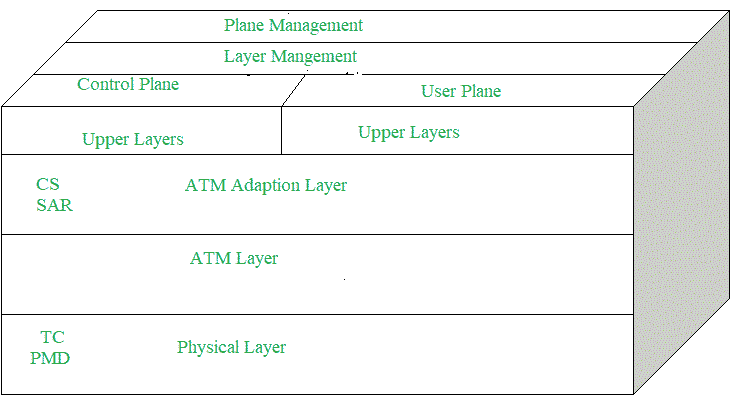 Plane Management
Layer Mangement
Control Plane
User Plane
Upper Layers
Upper Layers
CS
SAR
ATM Adaption Layer
ATM Layer
TC
PMD
Physical Layer